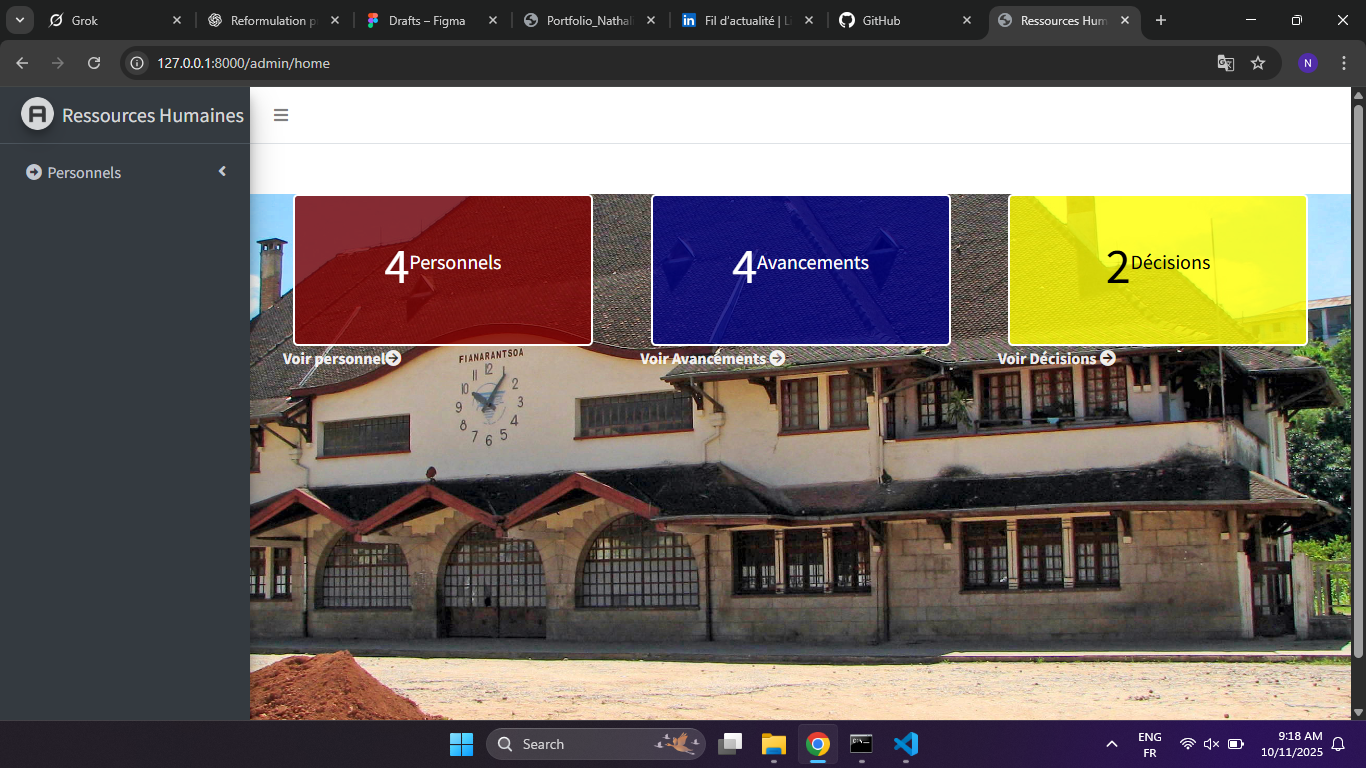 Grok
Reformulation p
Drafts – Figma
Portfolio_Nathal
Fil d'actualité | Li
GitHub
Ressources Hum
127.0.0.1:8000/admin/home
N
Ressources Humaines
Personnels
4 Personnels
4 Avancements
2 Décisions
Voir personnel
Voir Avancements
Voir Décisions
FIANARANTSOA
12
11
10
9
8
7
6
5
4
3
2
Search
ENG
FR
9:18 AM
10/11/2025